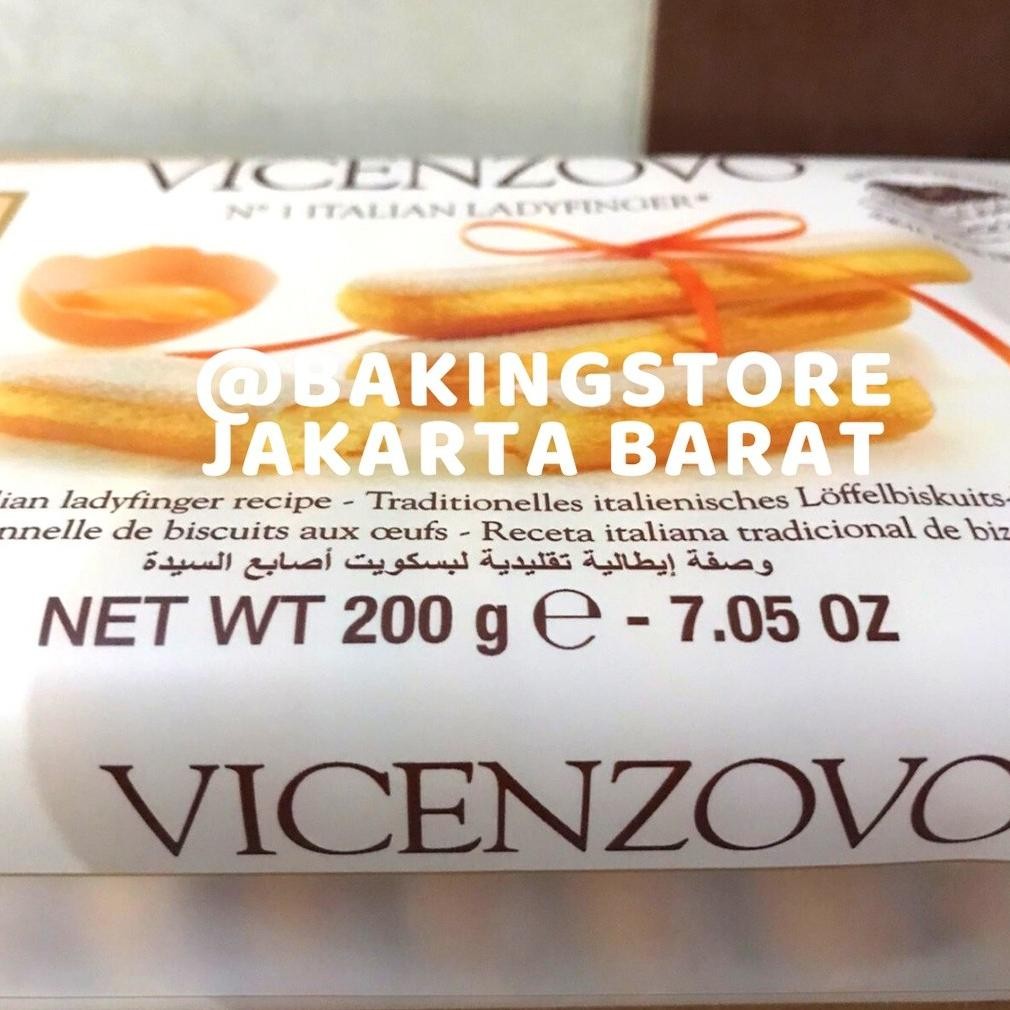 VICENZOVO
N° 1 ITALIAN LADYFINGER*
@BAKINGSTORE
JAKARTA BARAT
ian ladyfinger recipe - Traditionelles italienisches Löffelbiskuits-
nnelle de biscuits aux œufs - Receta italiana tradicional de biz
وصفة إيطالية تقليدية لبسكويت أصابع السيدة
NET WT 200 g ℮ - 7.05 OZ
VICENZOVO